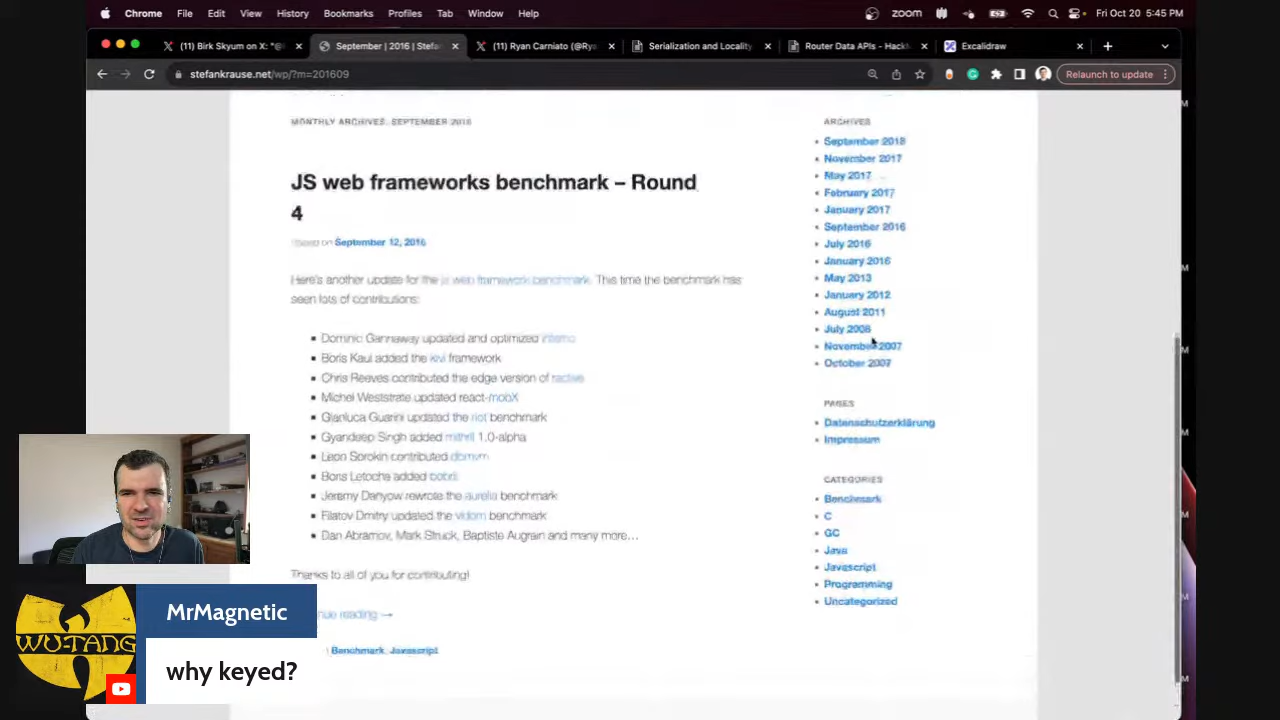 Chrome File Edit View History Bookmarks Profiles Tab Window Help zoom Fri Oct 20 5:45 PM
(11) Birk Skyum on X: "@ September | 2016 | Stefa (11) Ryan Carniato (@Ry Serialization and Locality Router Data APIs - Hack Excalidraw
stefankrause.net/wp/?m=201609 Relaunch to update
MONTHLY ARCHIVES: SEPTEMBER 2016
JS web frameworks benchmark – Round
4
Posted on September 12, 2016
Here's another update for the js web framework benchmark. This time the benchmark has
seen lots of contributions:
Dominic Gannaway updated and optimized inferno
Boris Kaul added the kivi framework
Chris Reeves contributed the edge version of ractive
Michel Weststrate updated react-mobX
Gianluca Guarini updated the riot benchmark
Gyandeep Singh added mithril 1.0-alpha
Leon Sorokin contributed domvm
Boris Letocha added bobril
Jeremy Danyow rewrote the aurelia benchmark
Filatov Dmitry updated the vidom benchmark
Dan Abramov, Mark Struck, Baptiste Augrain and many more…
Thanks to all of you for contributing!
nue reading →
Benchmark, Javascript
ARCHIVES
September 2018
November 2017
May 2017
February 2017
January 2017
September 2016
July 2016
January 2016
May 2013
January 2012
August 2011
July 2008
November 2007
October 2007
PAGES
Datenschutzerklärung
Impressum
CATEGORIES
Benchmark
C
GC
Java
Javascript
Programming
Uncategorized
WU-TANG
MrMagnetic
why keyed?